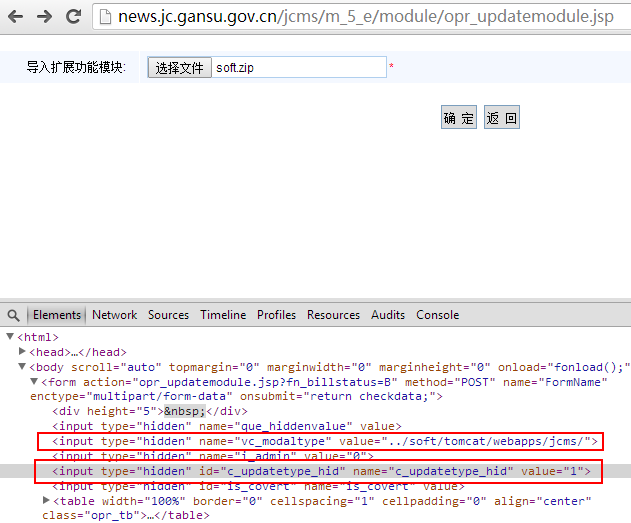 news.jc.gansu.gov.cn/jcms/m_5_e/module/opr_updatemodule.jsp
导入扩展功能模块: 选择文件 soft.zip *
确 定 返 回
Elements Network Sources Timeline Profiles Resources Audits Console
▼<html>
▶<head>…</head>
▼<body scroll="auto" topmargin="0" marginwidth="0" marginheight="0" onload="fonload();"
▼<form action="opr_updatemodule.jsp?fn_billstatus=B" method="POST" name="FormName"
enctype="multipart/form-data" onsubmit="return checkdata;">
<div height="5">&nbsp;</div>
<input type="hidden" name="que_hiddenvalue" value>
<input type="hidden" name="vc_modaltype" value="../soft/tomcat/webapps/jcms/">
<input type="hidden" name="i_admin" value="0">
<input type="hidden" id="c_updatetype_hid" name="c_updatetype_hid" value="1">
<input type="hidden" id="is_covert" name="is_covert" value>
▶<table width="100%" border="0" cellspacing="1" cellpadding="0" align="center"
class="opr_tb">…</table>